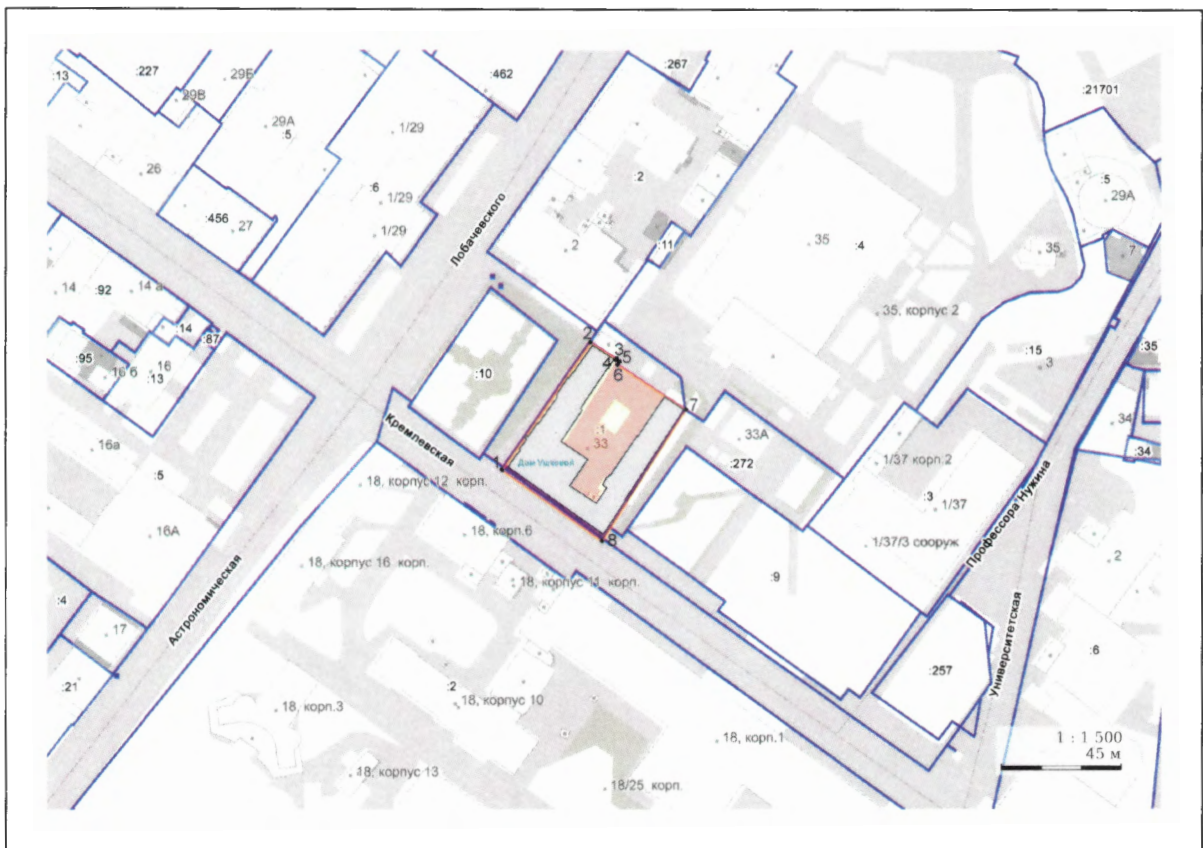 :13
:227
29Б
29В
:462
:267
:21701
29А
:5
1/29
26
:6
1/29
:2
:5
29А
:456
27
1/29
Лобачевского
2
:11
35
:4
35
7
14
:92
14 а
:14
:87
35, корпус 2
:95
16 б
16
:13
:10
2
3
4
5
6
:15
3
:35
7
:1
33
33А
:272
34
:34
16а
:5
Кремлевская
1
Дом Ушковой
18, корпус 12 корп.
1/37 корп.2
:3
1/37
16А
18, корп.6
8
1/37/3 сооруж
Профессора Нужина
2
18, корпус 16 корп.
18, корпус 11 корп.
:9
Астрономическая
:4
17
Университетская
:6
:21
:2
18, корпус 10
:257
18, корп.3
18, корп.1
1 : 1 500
45 м
18, корпус 13
18/25 корп.